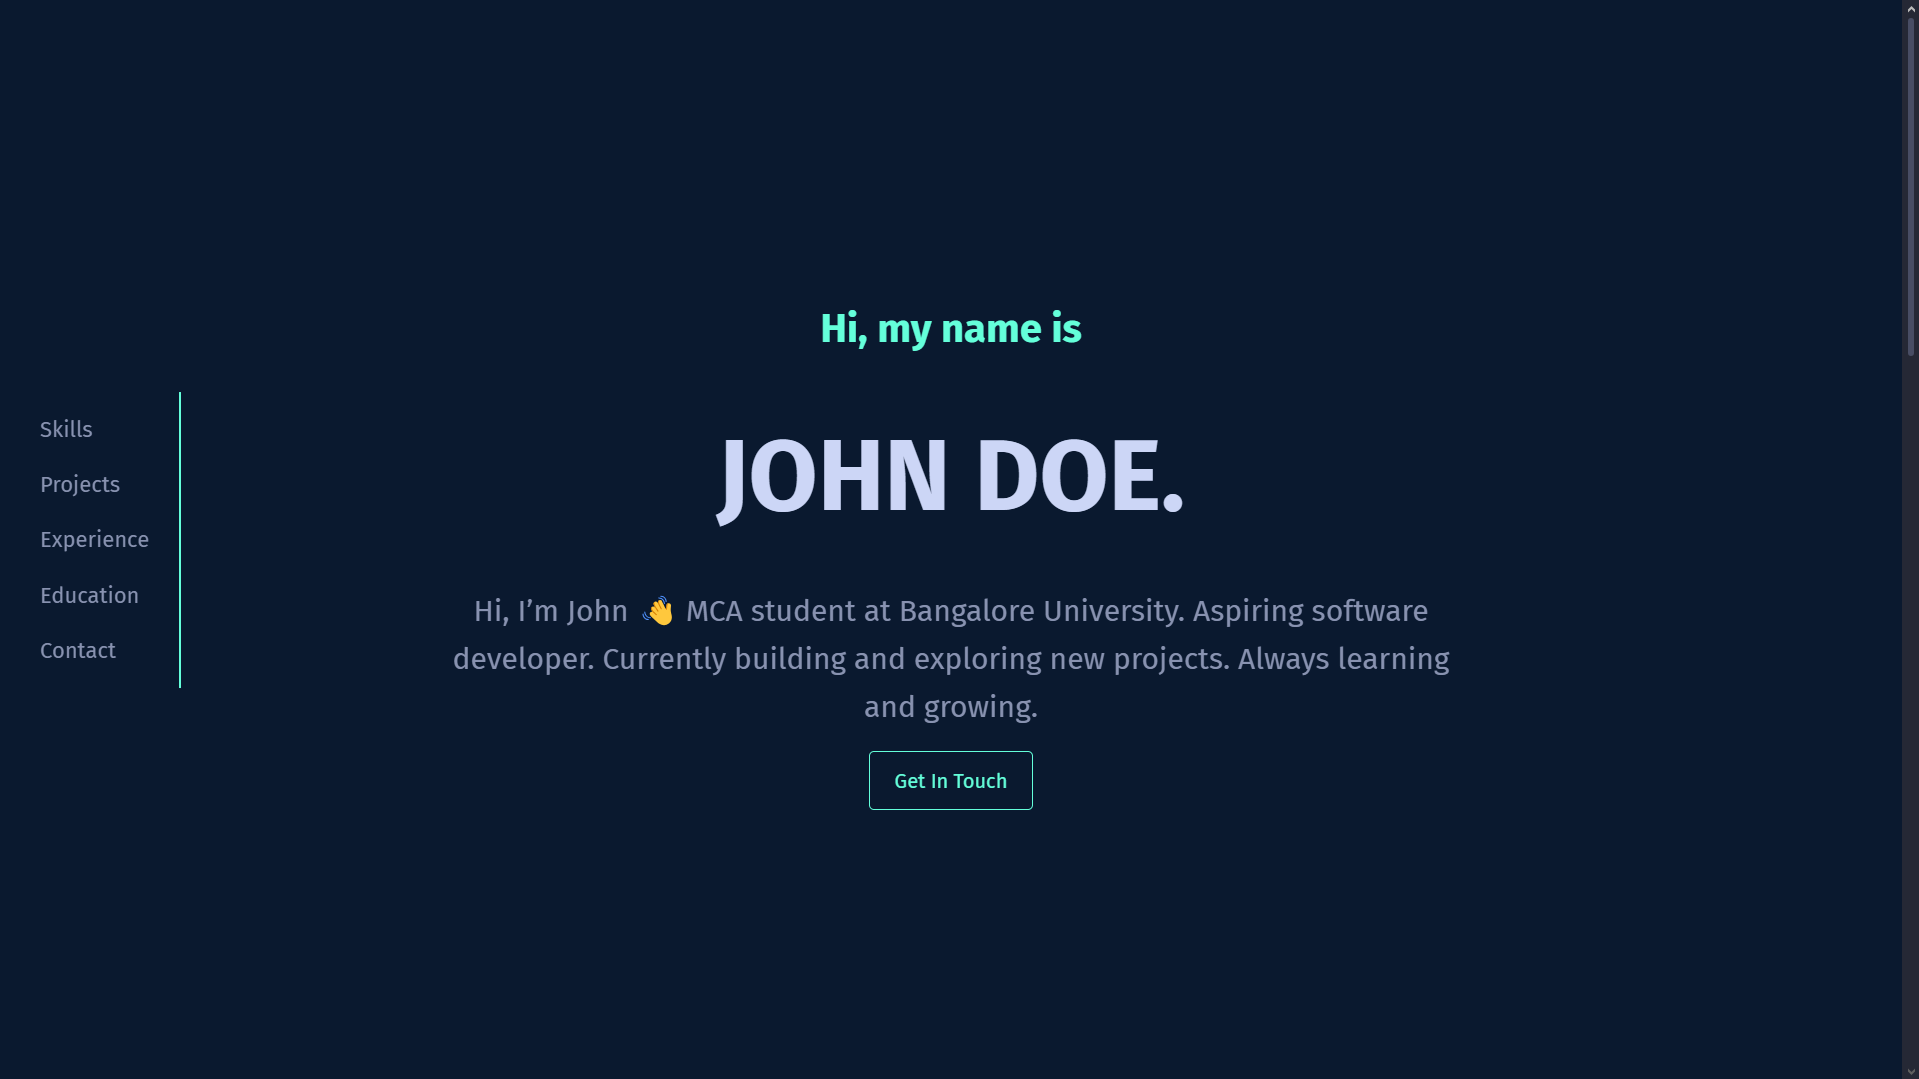 Hi, my name is
Skills
Projects
Experience
Education
Contact
JOHN DOE.
Hi, I’m John 👋 MCA student at Bangalore University. Aspiring software
developer. Currently building and exploring new projects. Always learning
and growing.
Get In Touch